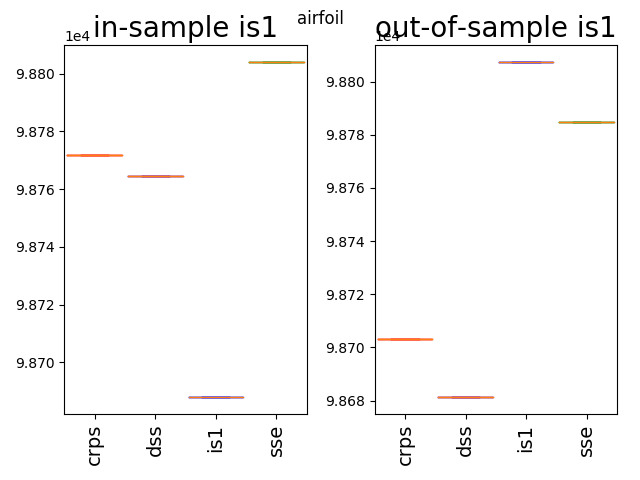 airfoil
in-sample is1
out-of-sample is1
1e4
9.880
9.878
9.876
9.874
9.872
9.870
crps
dss
is1
sse
1e4
9.880
9.878
9.876
9.874
9.872
9.870
9.868
crps
dss
is1
sse